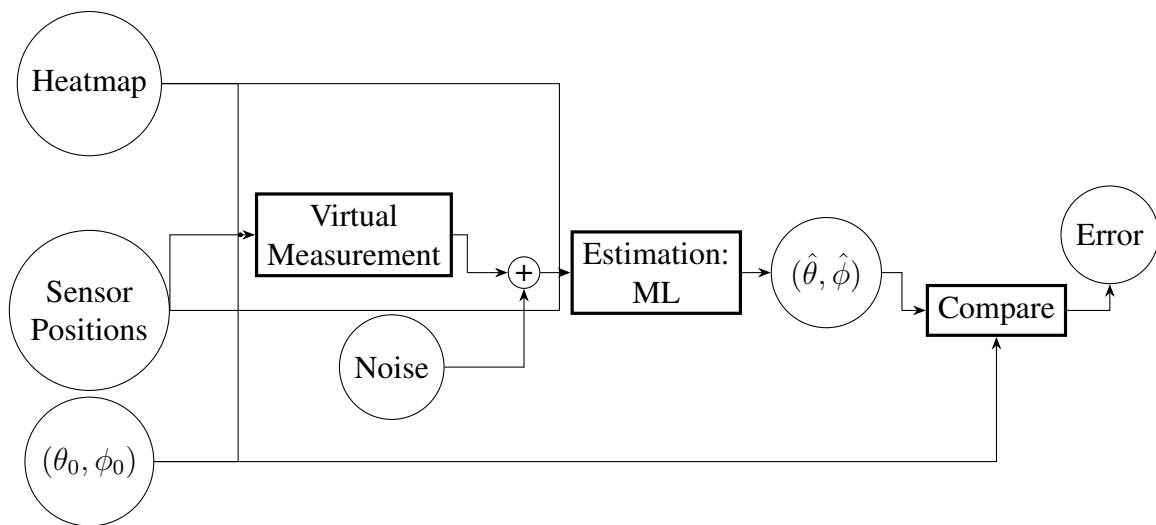 Heatmap
Virtual
Measurement
Error
Sensor
Positions
+
Estimation:
ML
(θ̂, ϕ̂)
Compare
Noise
(θ₀, ϕ₀)